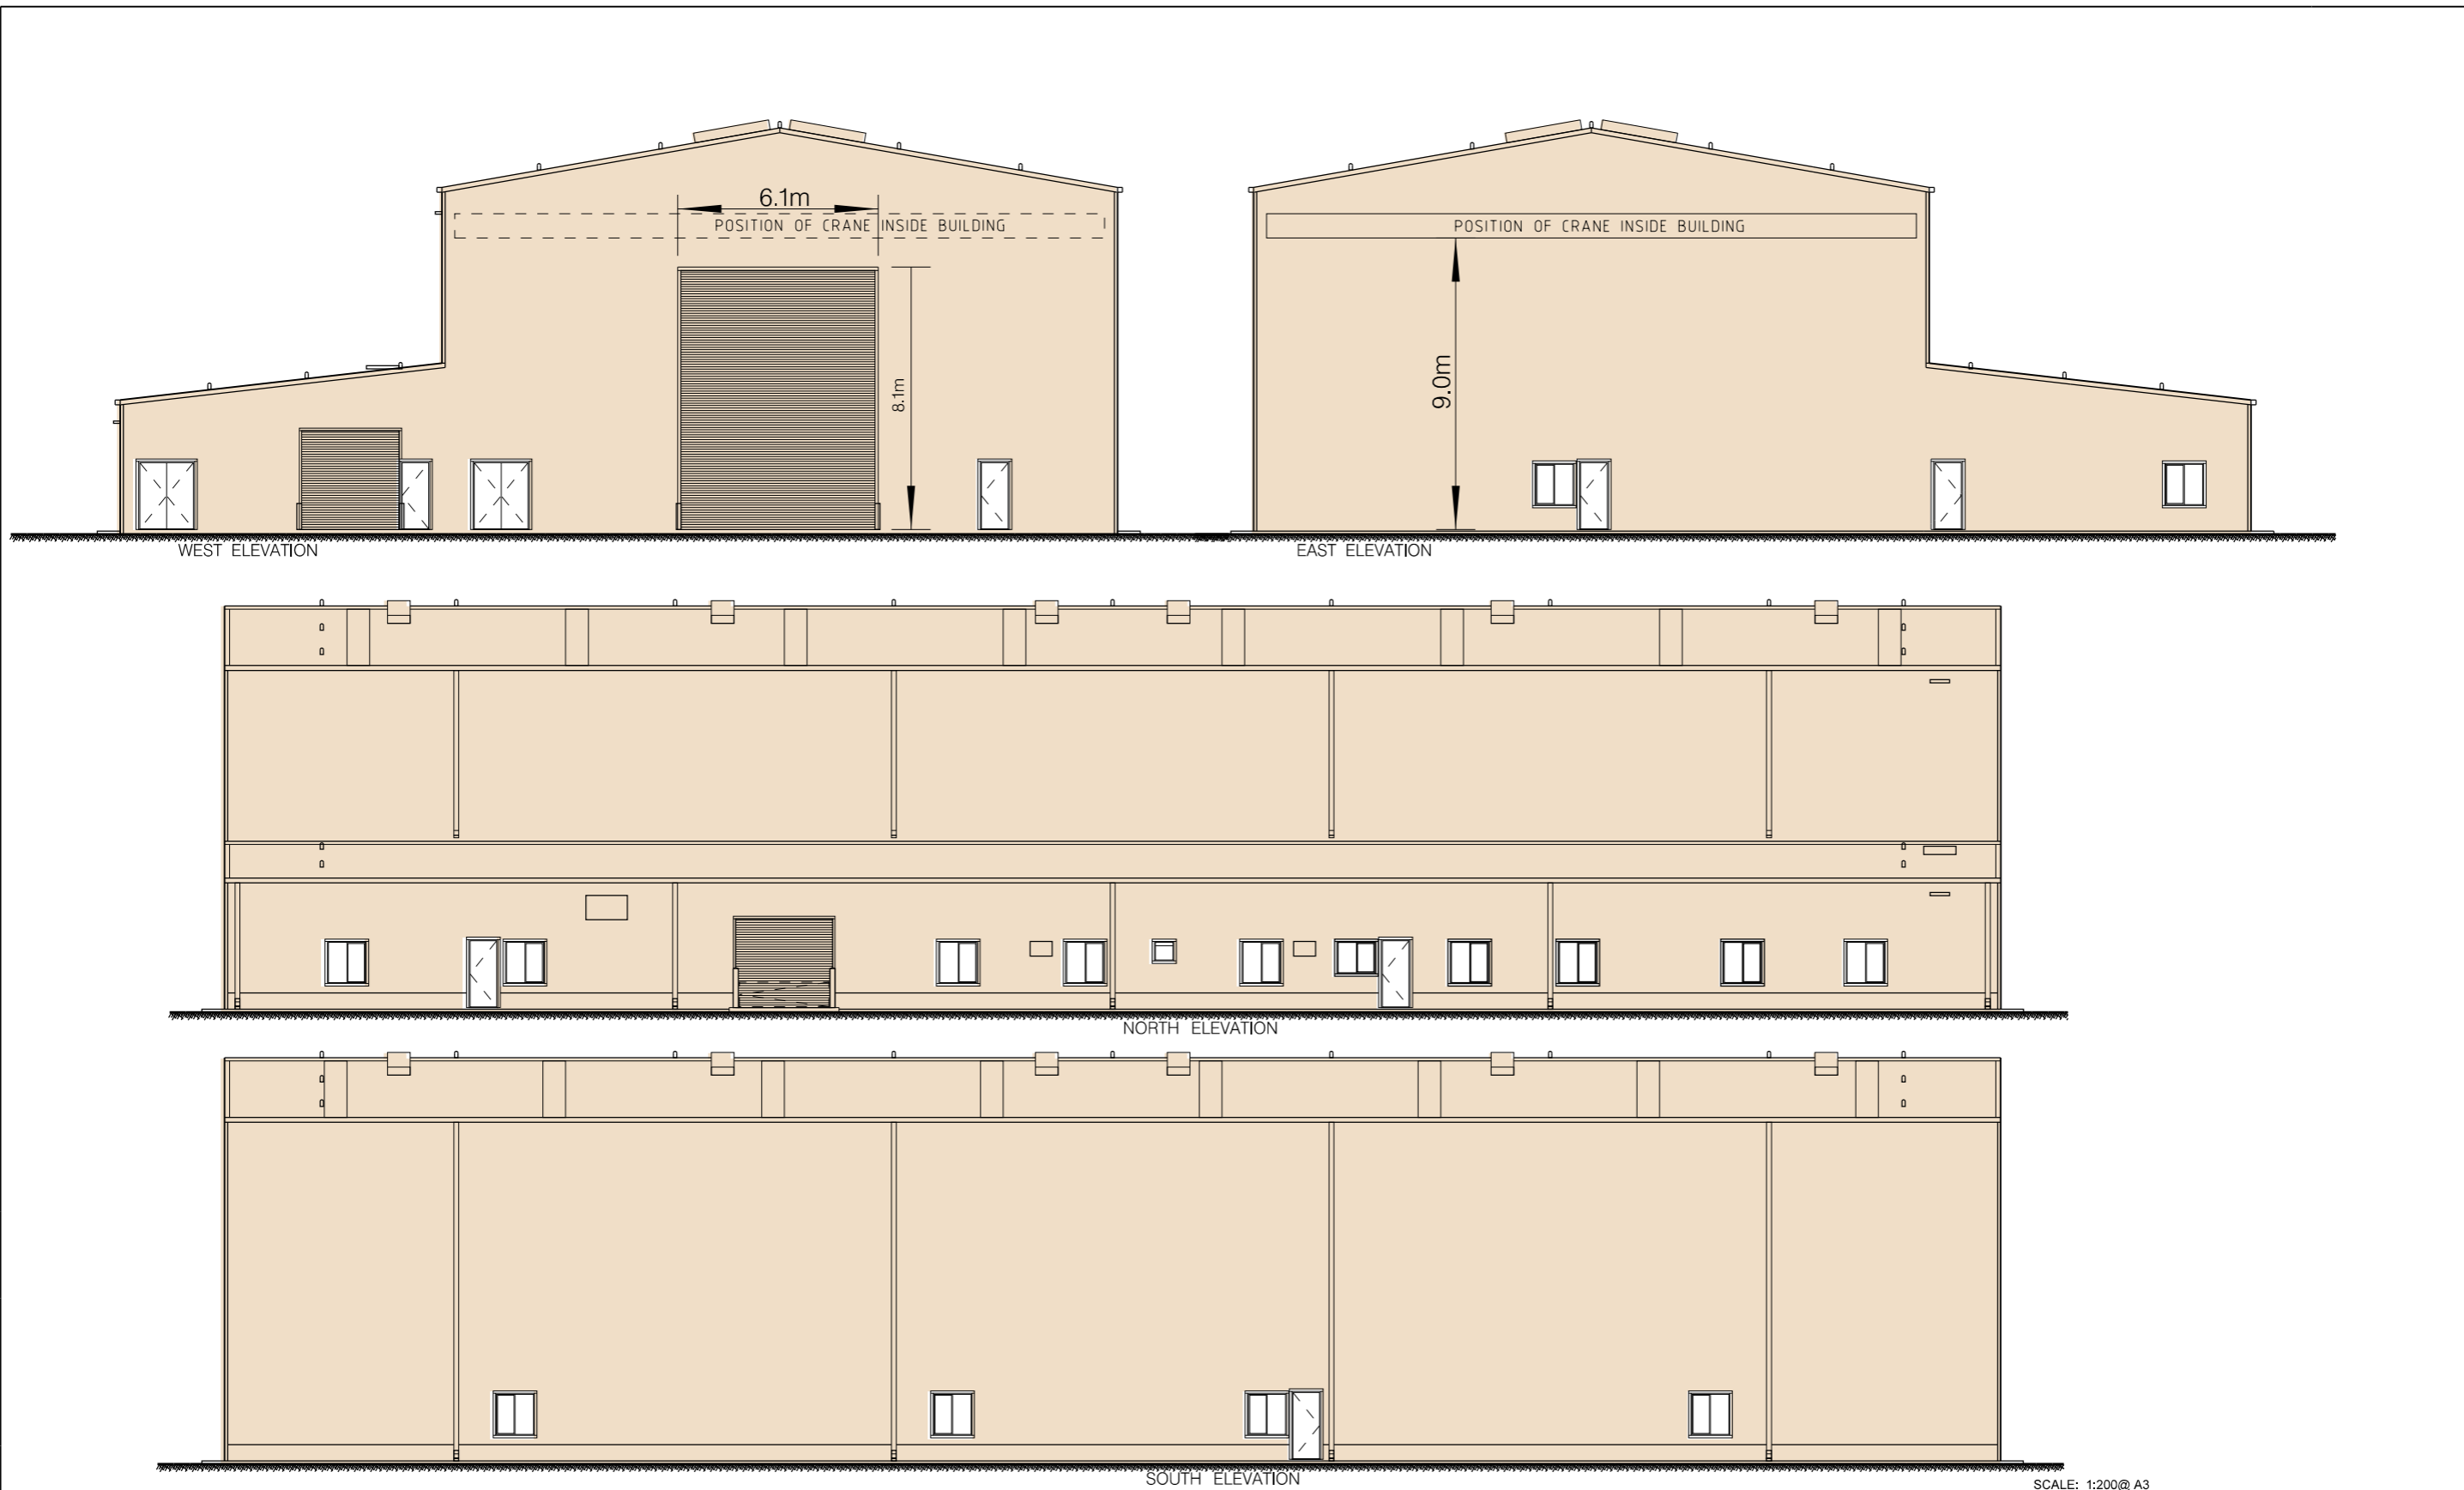 6.1m
POSITION OF CRANE INSIDE BUILDING
POSITION OF CRANE INSIDE BUILDING
8.1m
9.0m
WEST ELEVATION
EAST ELEVATION
NORTH ELEVATION
SOUTH ELEVATION
SCALE: 1:200@ A3